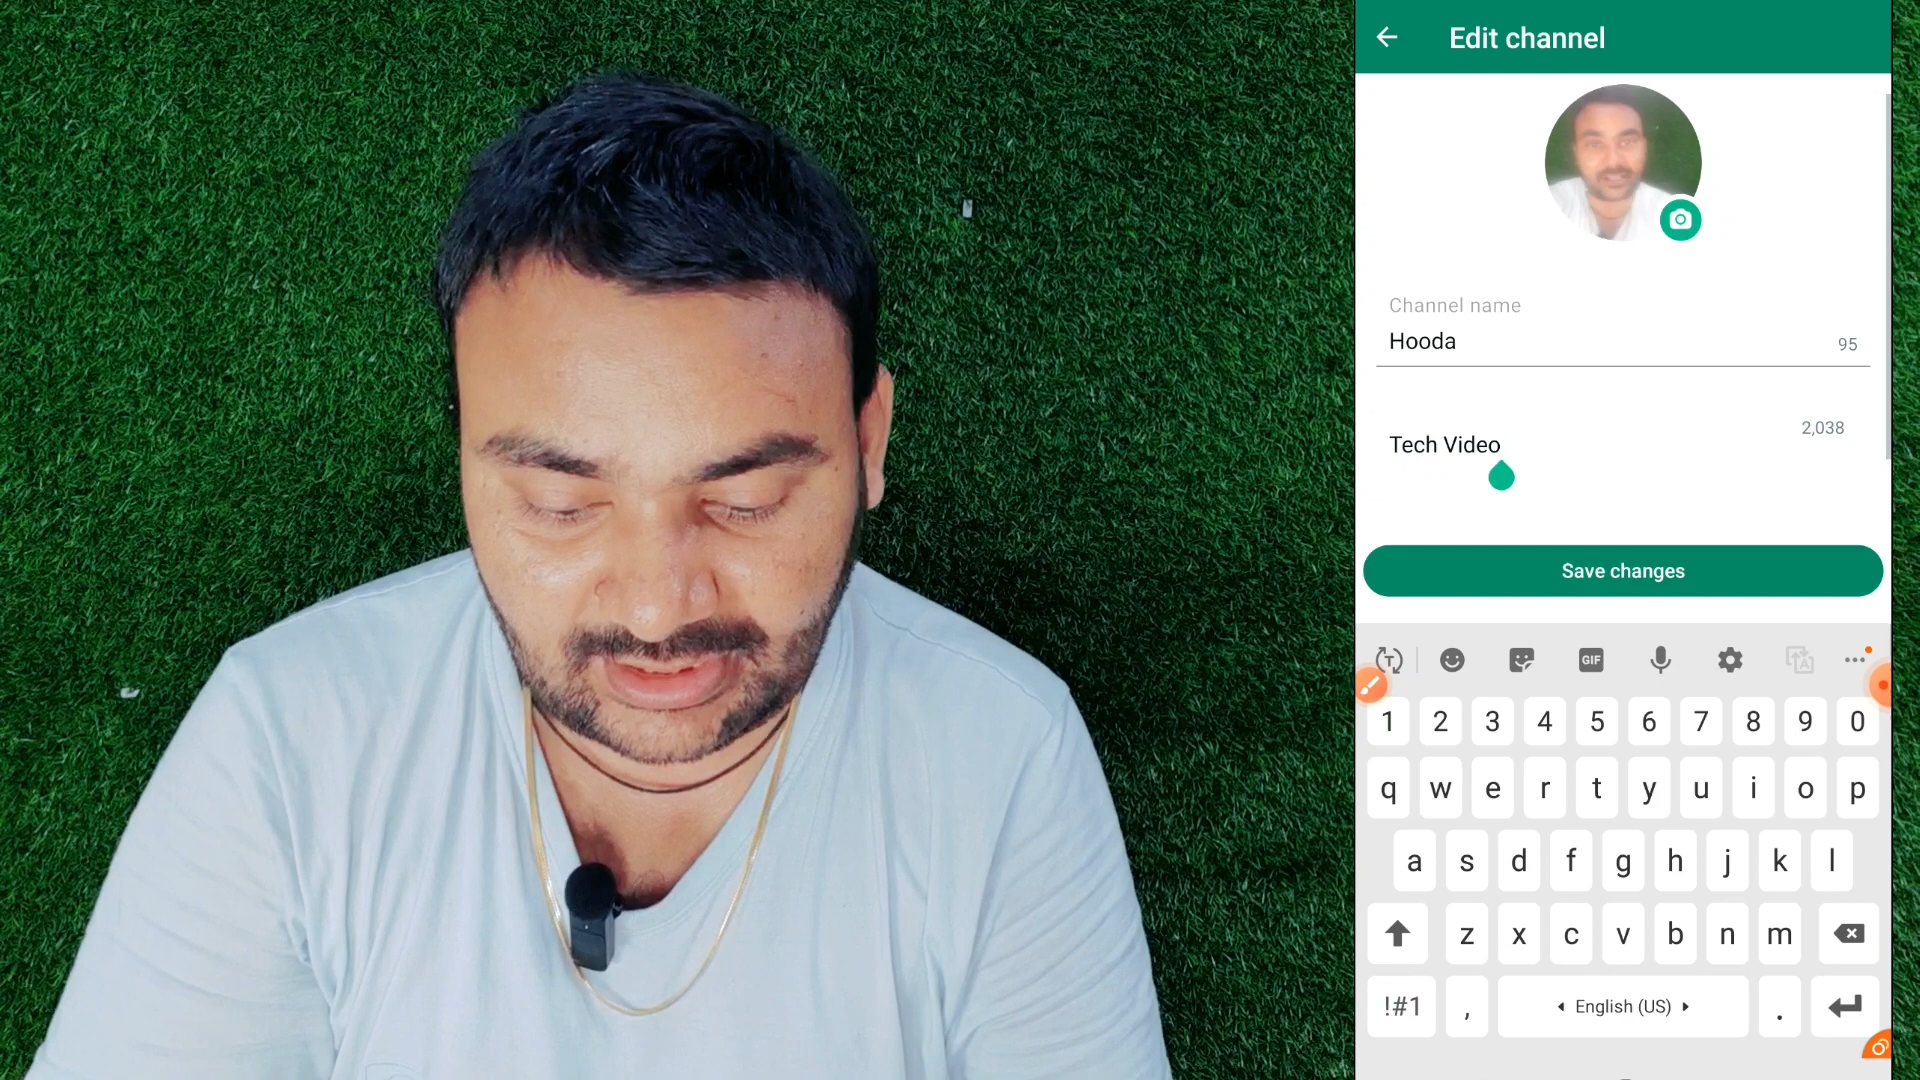 Edit channel
Channel name
Hooda
95
2,038
Tech Video
Save changes
GIF
1 2 3 4 5 6 7 8 9 0
q w e r t y u i o p
a s d f g h j k l
z x c v b n m
!#1 , English (US) .